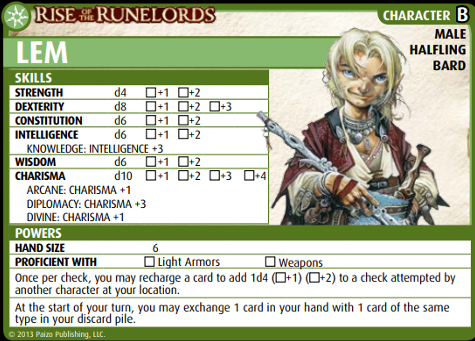 RISE OF THE RUNELORDS
CHARACTER B
LEM
MALE
HALFLING
BARD
SKILLS
STRENGTH d4 □+1 □+2
DEXTERITY d8 □+1 □+2 □+3
CONSTITUTION d6 □+1 □+2
INTELLIGENCE d6 □+1 □+2
KNOWLEDGE: INTELLIGENCE +3
WISDOM d6 □+1 □+2
CHARISMA d10 □+1 □+2 □+3 □+4
ARCANE: CHARISMA +1
DIPLOMACY: CHARISMA +3
DIVINE: CHARISMA +1
POWERS
HAND SIZE 6
PROFICIENT WITH □ Light Armors □ Weapons
Once per check, you may recharge a card to add 1d4 (□+1) (□+2) to a check attempted by
another character at your location.
At the start of your turn, you may exchange 1 card in your hand with 1 card of the same
type in your discard pile.
© 2013 Paizo Publishing, LLC.